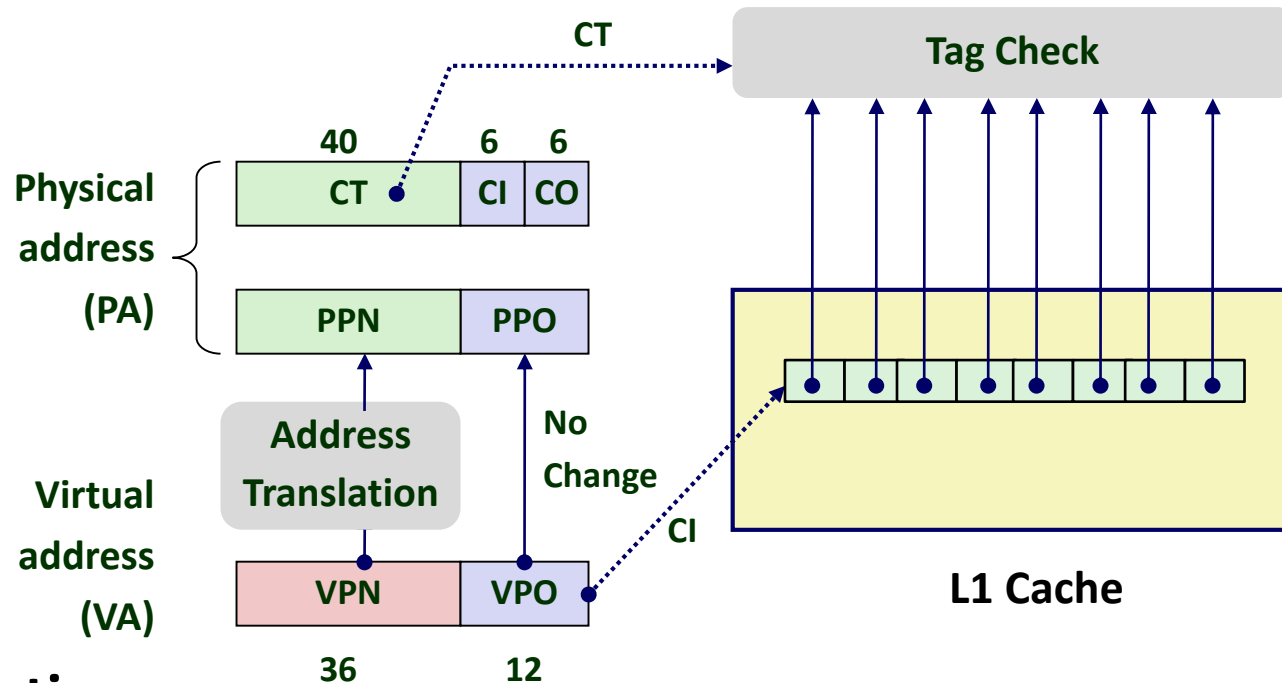 CT
Tag Check
40 6 6
Physical
address
(PA)
CT CI CO
PPN PPO
Address
Translation
No
Change
Virtual
address
(VA)
CI
VPN VPO
L1 Cache
36 12